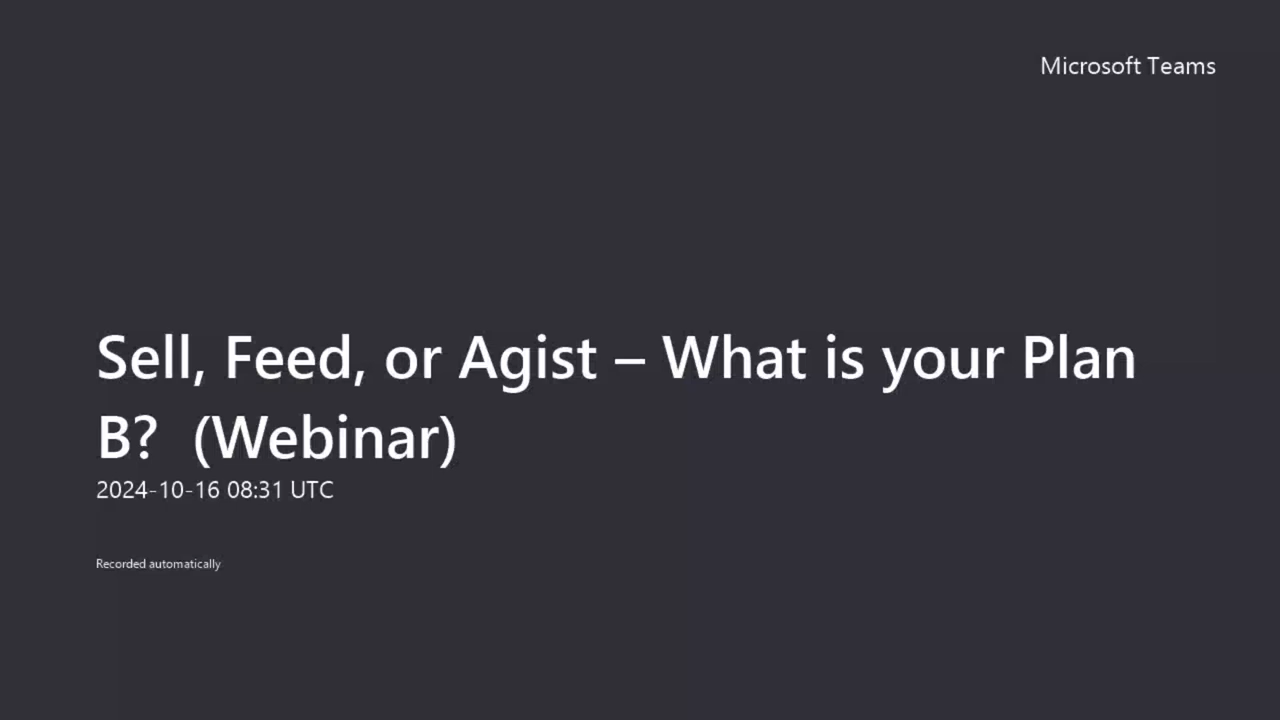 Microsoft Teams
Sell, Feed, or Agist – What is your Plan
B?  (Webinar)
2024-10-16 08:31 UTC
Recorded automatically